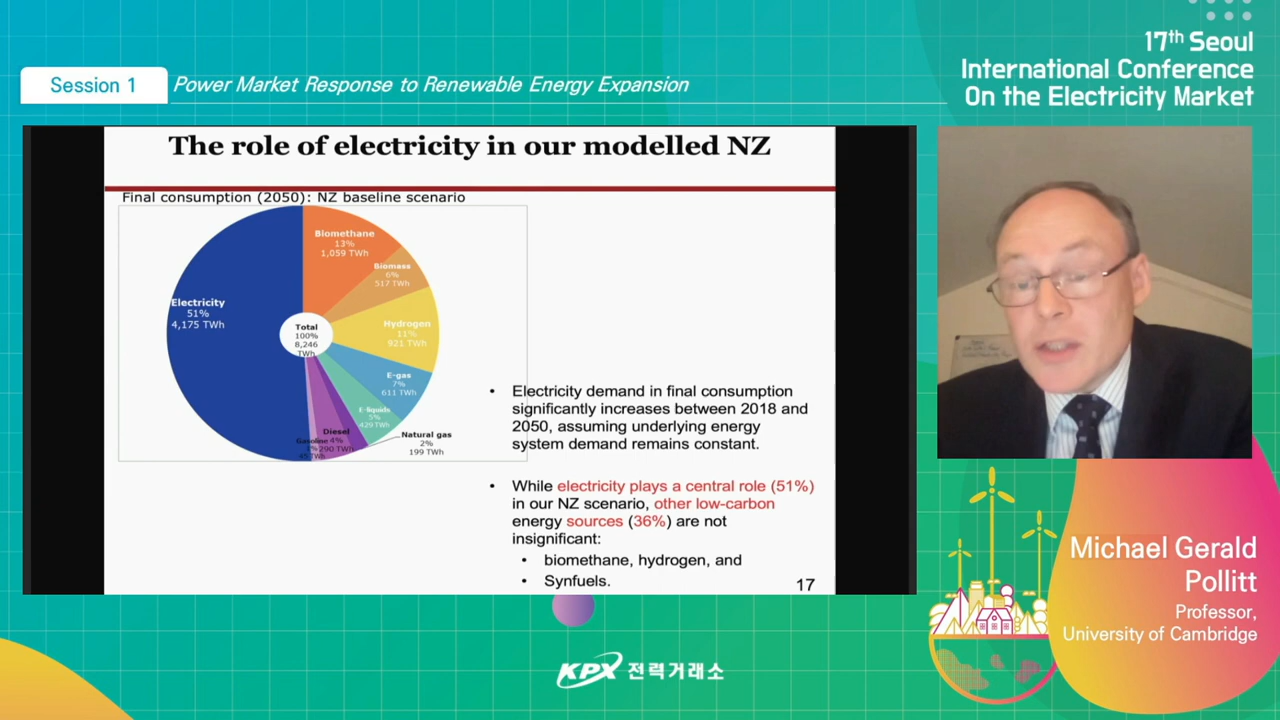 17th Seoul
International Conference
On the Electricity Market
Session 1
Power Market Response to Renewable Energy Expansion
The role of electricity in our modelled NZ
Final consumption (2050): NZ baseline scenario
Biomethane
13%
1,059 TWh
Biomass
6%
517 TWh
Electricity
51%
4,175 TWh
Hydrogen
11%
921 TWh
Total
100%
8,246
TWh
E-gas
7%
611 TWh
E-liquids
5%
429 TWh
Diesel
4%
290 TWh
Gasoline
45 TWh
Natural gas
2%
199 TWh
• Electricity demand in final consumption
significantly increases between 2018 and
2050, assuming underlying energy
system demand remains constant.
• While electricity plays a central role (51%)
in our NZ scenario, other low-carbon
energy sources (36%) are not
insignificant:
• biomethane, hydrogen, and
• Synfuels.
17
Michael Gerald
Pollitt
Professor,
University of Cambridge
KPX 전력거래소